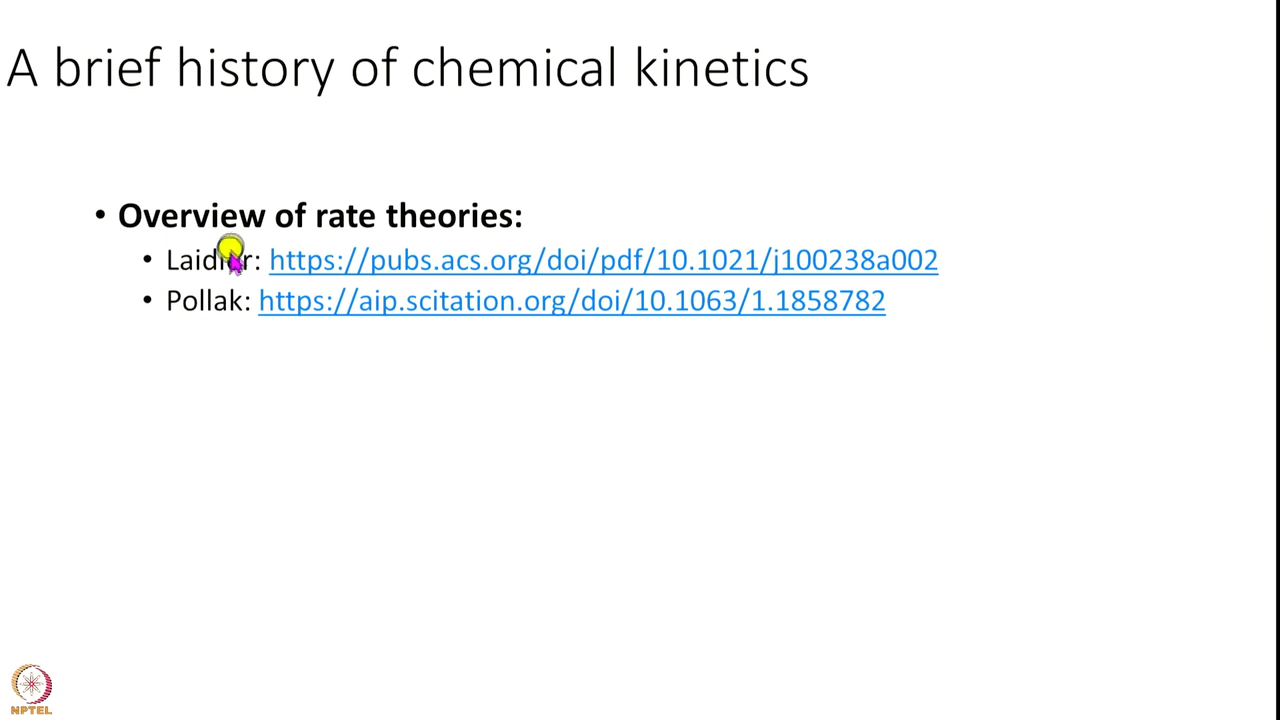 A brief history of chemical kinetics
• Overview of rate theories:
• Laidler: https://pubs.acs.org/doi/pdf/10.1021/j100238a002
• Pollak: https://aip.scitation.org/doi/10.1063/1.1858782
NPTEL